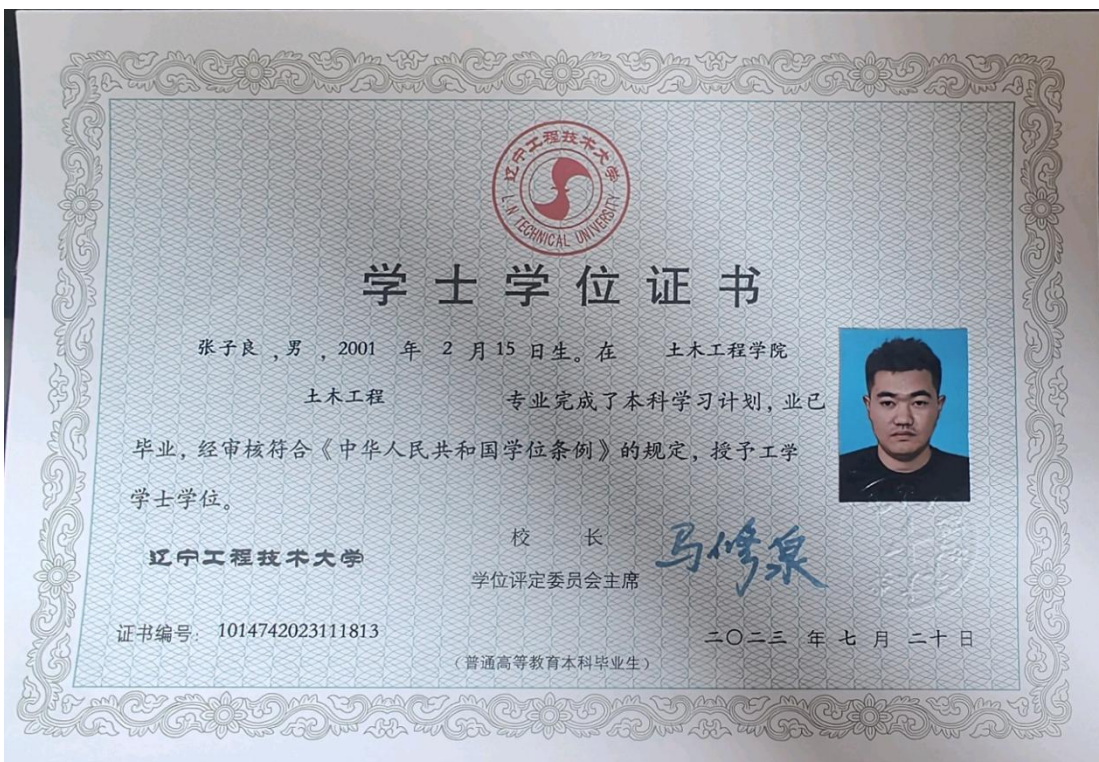 辽宁工程技术大学
L.N TECHNICAL UNIVERSITY
学士学位证书
张子良，男，2001 年 2 月 15 日生。在 土木工程学院
土木工程 专业完成了本科学习计划，业已
毕业，经审核符合《中华人民共和国学位条例》的规定，授予工学
学士学位。
辽宁工程技术大学
校 长
学位评定委员会主席
马修泉
证书编号：1014742023111813
二〇二三 年 七 月 二十 日
（普通高等教育本科毕业生）